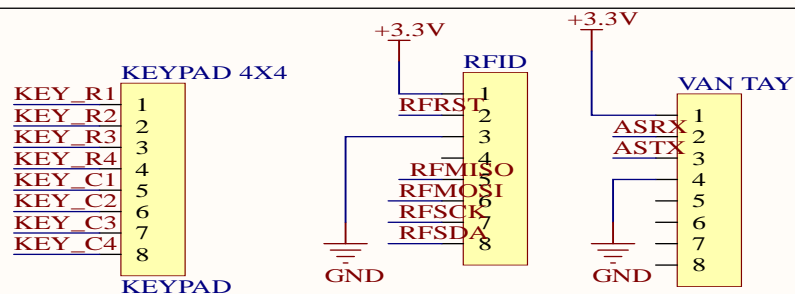 KEYPAD 4X4
KEY_R1 1
KEY_R2 2
KEY_R3 3
KEY_R4 4
KEY_C1 5
KEY_C2 6
KEY_C3 7
KEY_C4 8
KEYPAD
+3.3V
RFID
1
RFRST 2
3
4
RFMISO 5
RFMOSI 6
RFSCK 7
RFSDA 8
GND
+3.3V
VAN TAY
1
ASRX 2
ASTX 3
4
5
6
7
8
GND